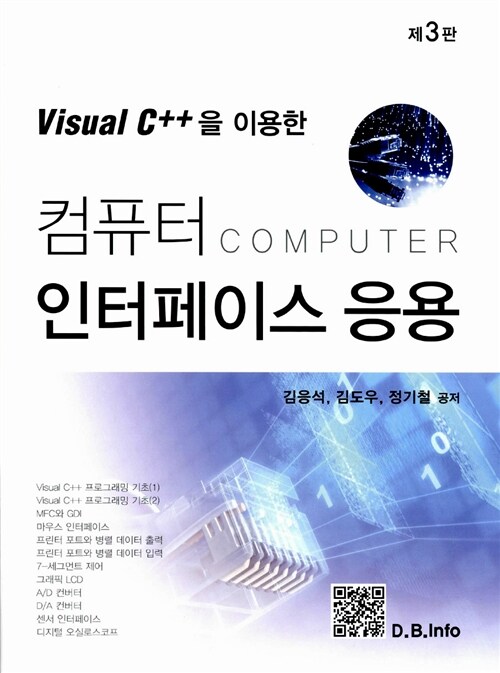 제3판
Visual C++을 이용한
컴퓨터 COMPUTER
인터페이스 응용
김응석, 김도우, 정기철 공저
Visual C++ 프로그래밍 기초(1)
Visual C++ 프로그래밍 기초(2)
MFC와 GDI
마우스 인터페이스
프린터 포트와 병렬 데이터 출력
프린터 포트와 병렬 데이터 입력
7-세그먼트 제어
그래픽 LCD
A/D 컨버터
D/A 컨버터
센서 인터페이스
디지털 오실로스코프
D.B.Info